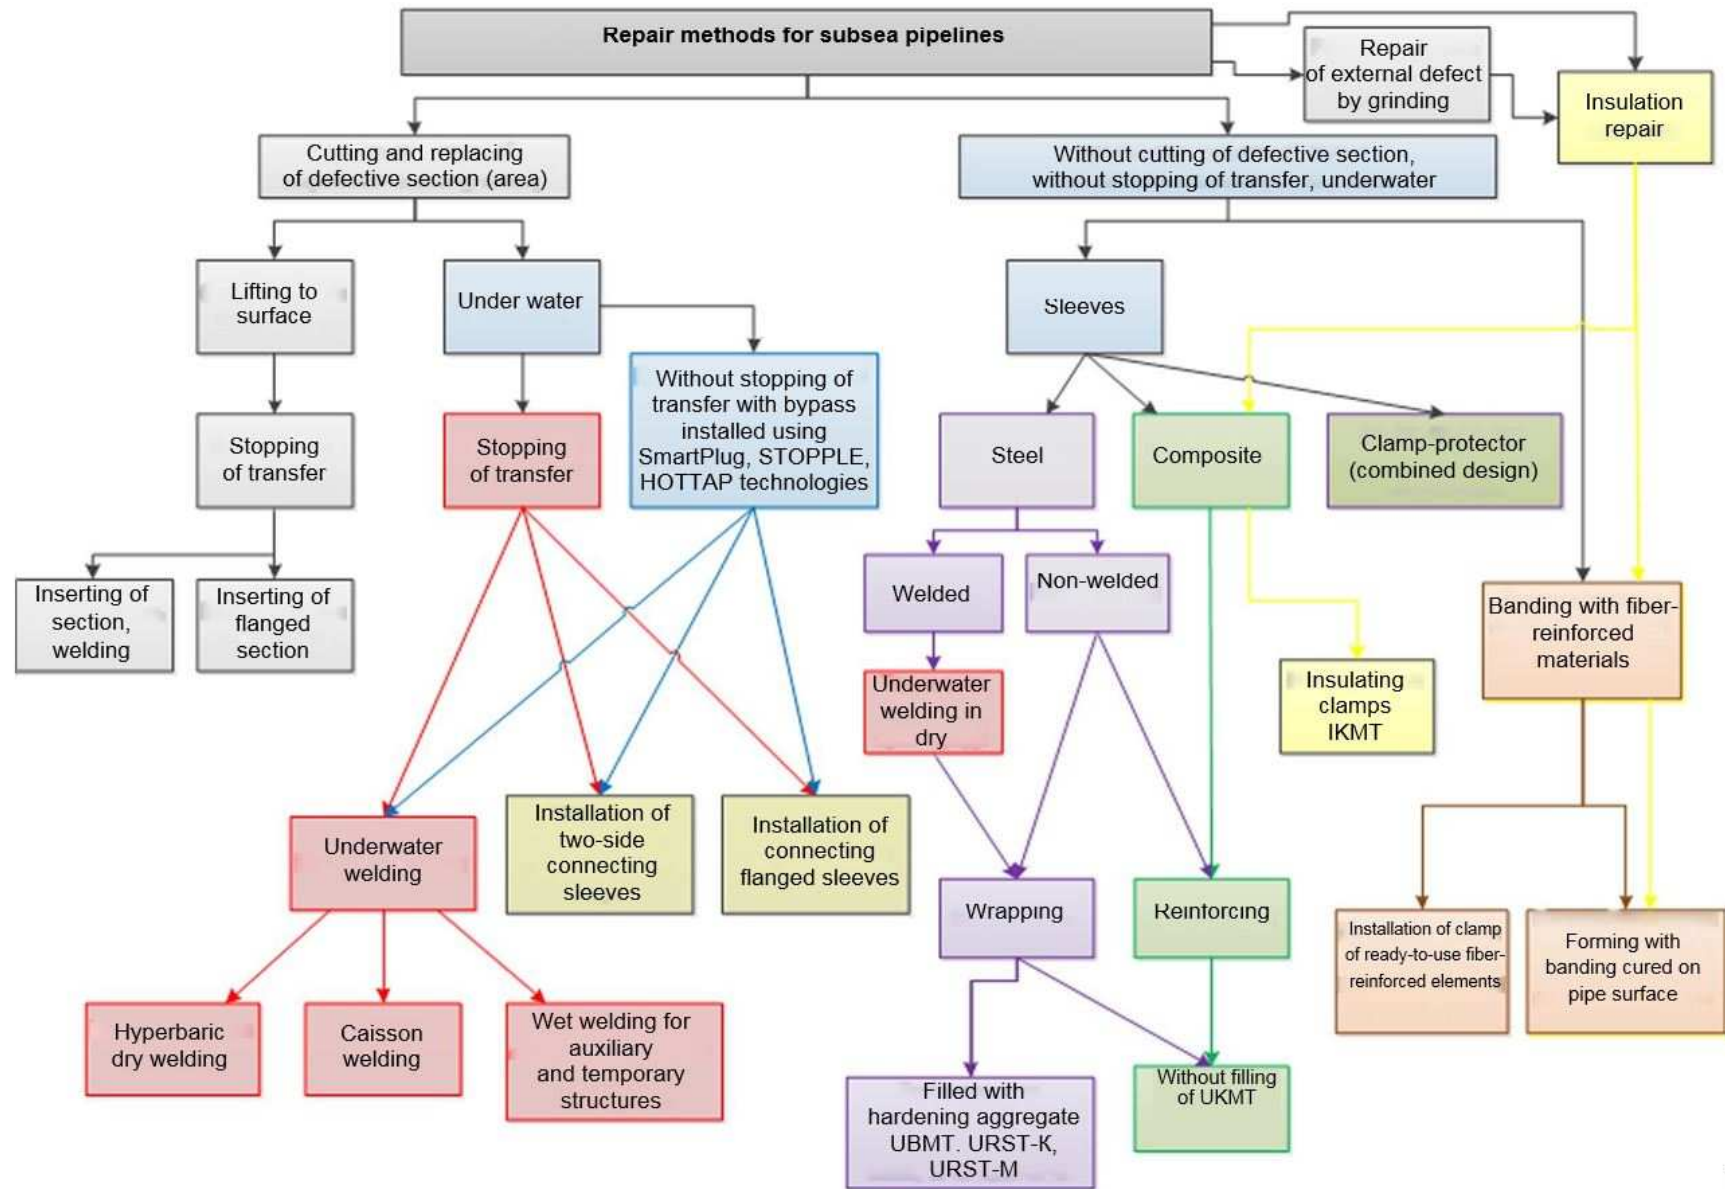 Repair methods for subsea pipelines
Repair
of external defect
by grinding
Insulation
repair
Cutting and replacing
of defective section (area)
Without cutting of defective section,
without stopping of transfer, underwater
Lifting to
surface
Under water
Sleeves
Without stopping of
transfer with bypass
installed using
SmartPlug, STOPPLE,
HOTTAP technologies
Stopping
of transfer
Stopping
of transfer
Steel
Composite
Clamp-protector
(combined design)
Inserting of
section,
welding
Inserting of
flanged
section
Welded
Non-welded
Banding with fiber-
reinforced
materials
Underwater
welding in
dry
Insulating
clamps
IKMT
Underwater
welding
Installation of
two-side
connecting
sleeves
Installation of
connecting
flanged sleeves
Wrapping
Reinforcing
Installation of clamp
of ready-to-use fiber-
reinforced elements
Forming with
banding cured on
pipe surface
Hyperbaric
dry welding
Caisson
welding
Wet welding for
auxiliary
and temporary
structures
Filled with
hardening aggregate
UBMT. URST-K,
URST-M
Without filling
of UKMT